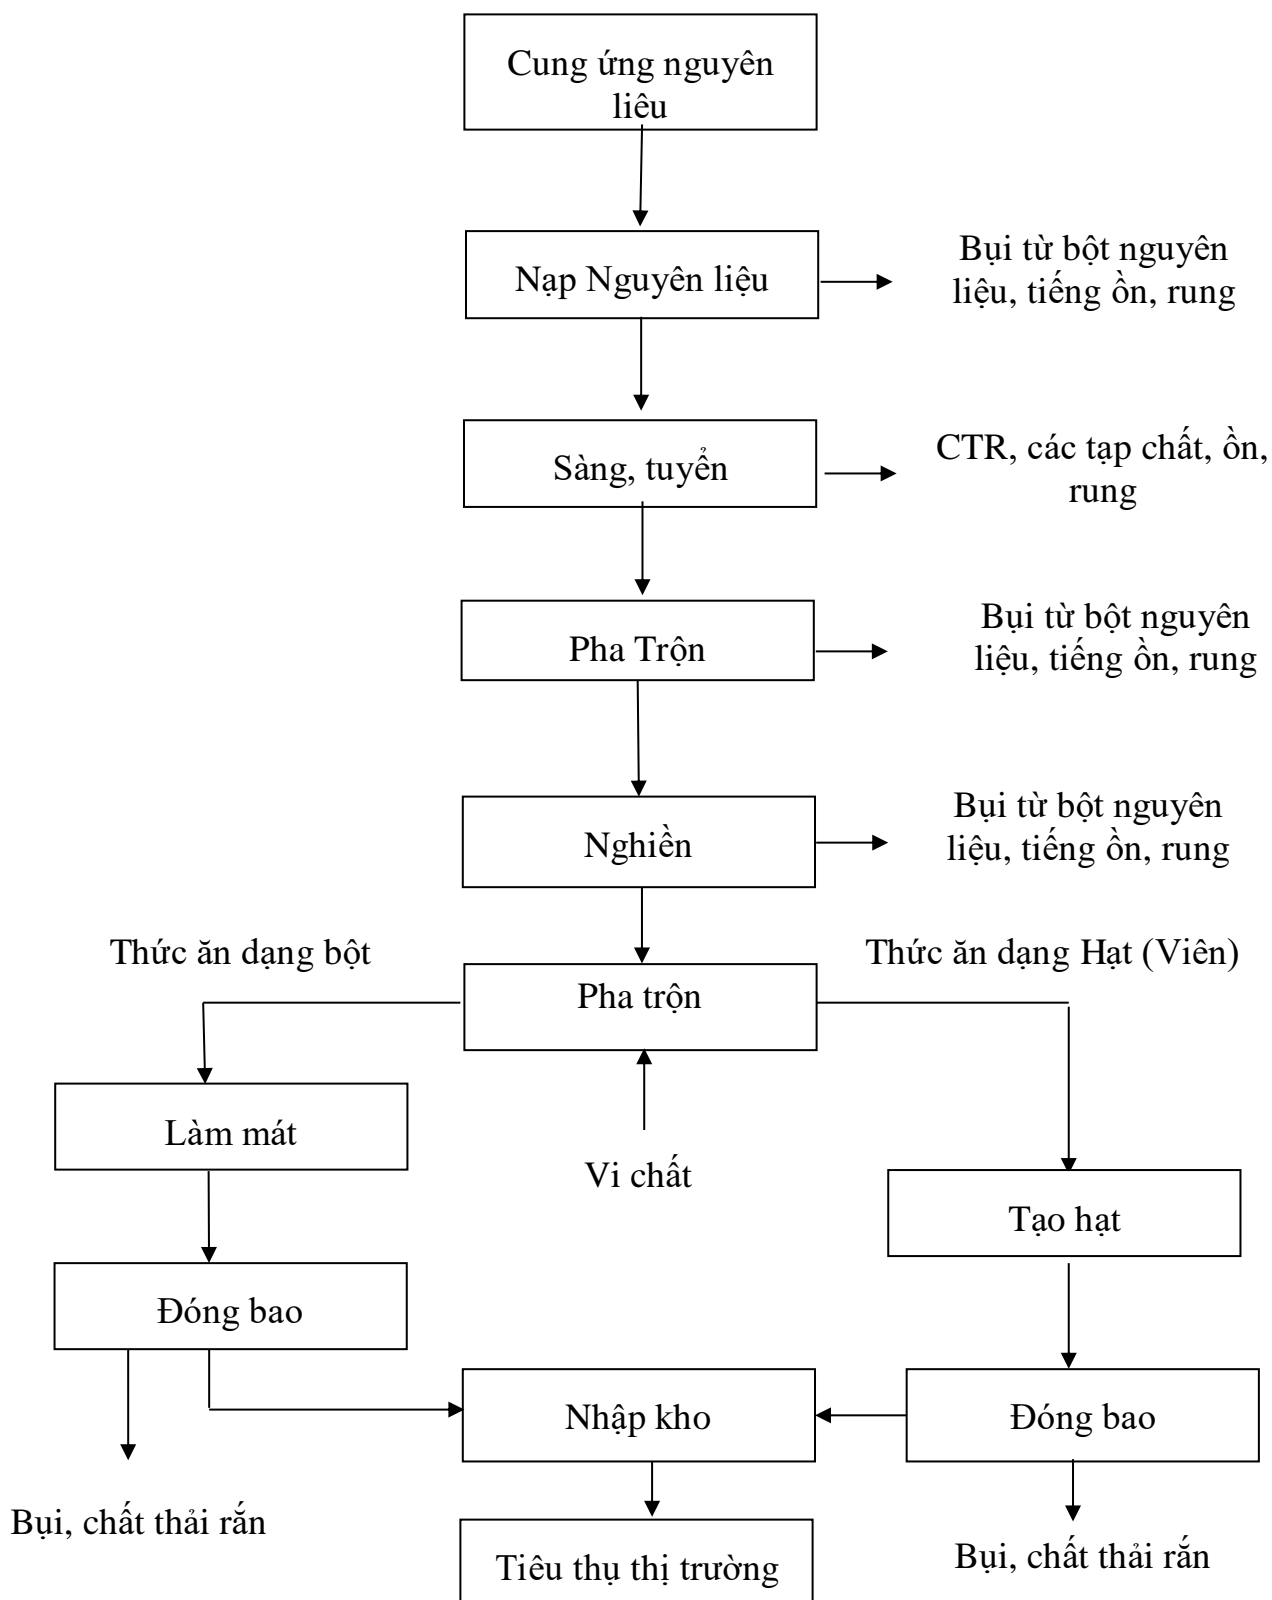 Cung ứng nguyên
liêu
Nạp Nguyên liệu
Bụi từ bột nguyên
liệu, tiếng ồn, rung
Sàng, tuyển
CTR, các tạp chất, ồn,
rung
Pha Trộn
Bụi từ bột nguyên
liệu, tiếng ồn, rung
Nghiền
Bụi từ bột nguyên
liệu, tiếng ồn, rung
Thức ăn dạng bột
Thức ăn dạng Hạt (Viên)
Pha trộn
Làm mát
Vi chất
Tạo hạt
Đóng bao
Nhập kho
Đóng bao
Bụi, chất thải rắn
Bụi, chất thải rắn
Tiêu thụ thị trường